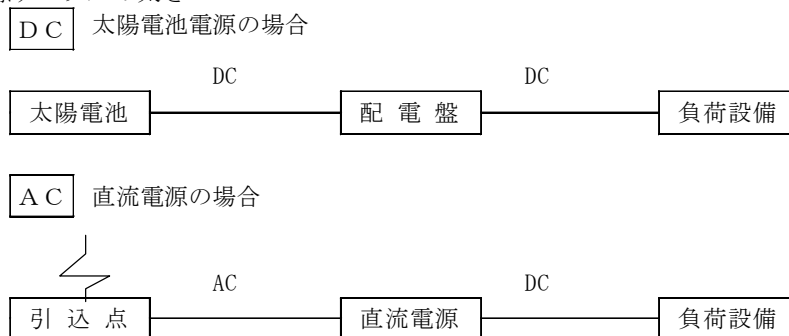 ＤＣ 太陽電池電源の場合
DC DC
太陽電池 配 電 盤 負荷設備
ＡＣ 直流電源の場合
AC DC
引 込 点 直流電源 負荷設備